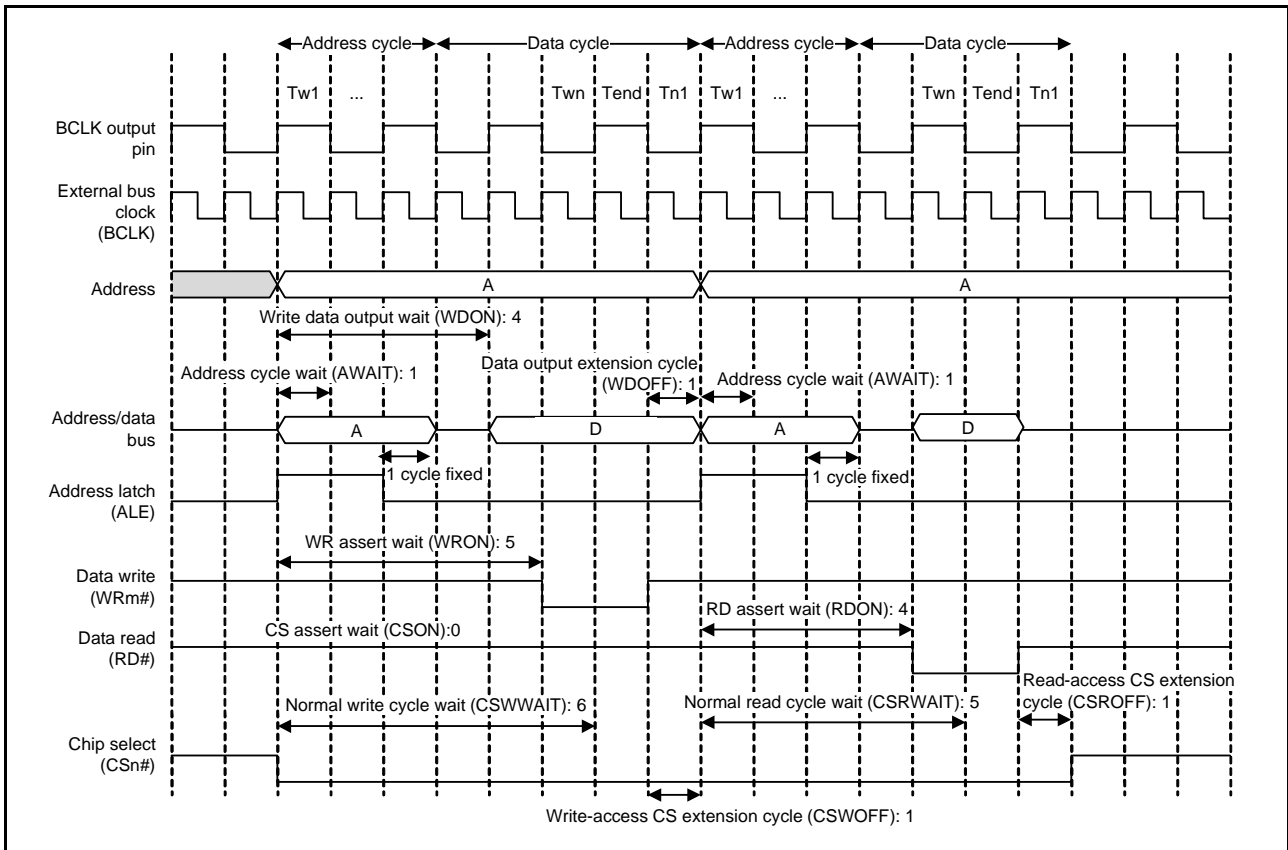 Address cycle Data cycle Address cycle Data cycle
Tw1 ... Twn Tend Tn1 Tw1 ... Twn Tend Tn1
BCLK output
pin
External bus
clock
(BCLK)
Address A A
Write data output wait (WDON): 4
Data output extension cycle
(WDOFF): 1
Address cycle wait (AWAIT): 1 Address cycle wait (AWAIT): 1
Address/data
bus
A D A D
1 cycle fixed 1 cycle fixed
Address latch
(ALE)
WR assert wait (WRON): 5
Data write
(WRm#)
RD assert wait (RDON): 4
CS assert wait (CSON):0
Data read
(RD#)
Read-access CS extension
cycle (CSROFF): 1
Normal write cycle wait (CSWWAIT): 6 Normal read cycle wait (CSRWAIT): 5
Chip select
(CSn#)
Write-access CS extension cycle (CSWOFF): 1